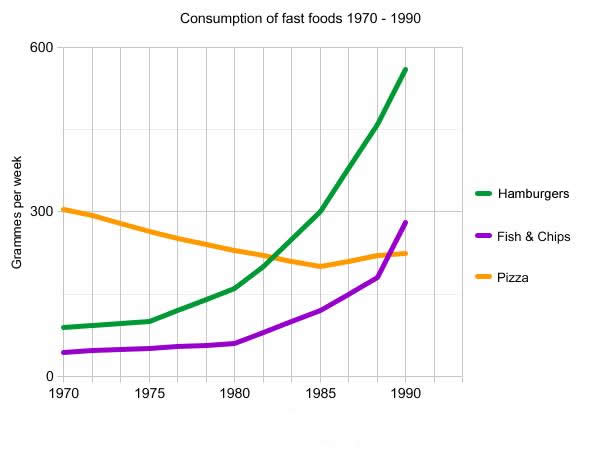 Consumption of fast foods 1970 - 1990
Grammes per week
600
300
0
1970 1975 1980 1985 1990
Hamburgers
Fish & Chips
Pizza